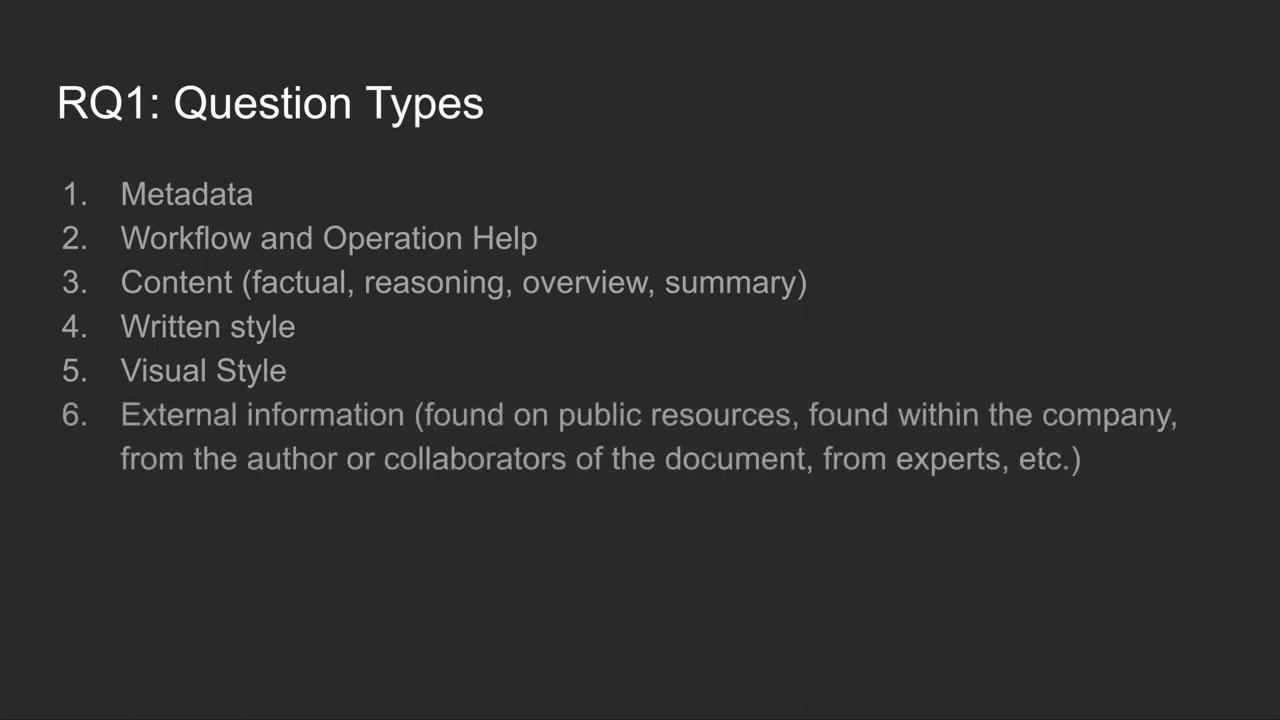 RQ1: Question Types
1. Metadata
2. Workflow and Operation Help
3. Content (factual, reasoning, overview, summary)
4. Written style
5. Visual Style
6. External information (found on public resources, found within the company,
from the author or collaborators of the document, from experts, etc.)